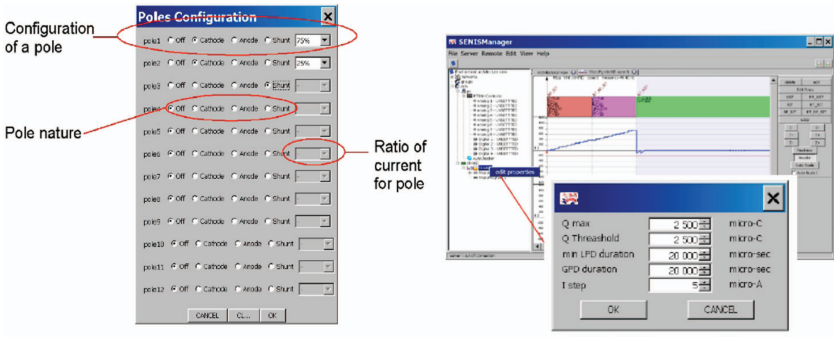 Configuration
of a pole
Pole nature
Poles Configuration
pole1 Off Cathode Anode Shunt 75%
pole2 Off Cathode Anode Shunt 25%
pole3 Off Cathode Anode Shunt
pole4 Off Cathode Anode Shunt
pole5 Off Cathode Anode Shunt
pole6 Off Cathode Anode Shunt
pole7 Off Cathode Anode Shunt
pole8 Off Cathode Anode Shunt
pole9 Off Cathode Anode Shunt
pole10 Off Cathode Anode Shunt
pole11 Off Cathode Anode Shunt
pole12 Off Cathode Anode Shunt
CANCEL CL... OK
Ratio of
current
for pole
SENISManager
File Server Remote Edit View Help
edit properties
Q max 2 500 micro-C
Q Threashold 2 500 micro-C
min LPD duration 20 000 micro-sec
GPD duration 20 000 micro-sec
I step 5 micro-A
OK CANCEL